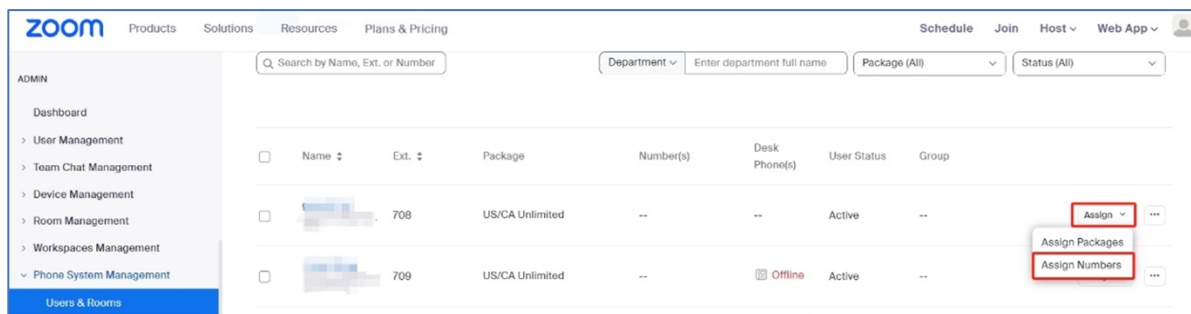 zoom Products Solutions Resources Plans & Pricing Schedule Join Host Web App
Search by Name, Ext. or Number Department Enter department full name Package (All) Status (All)
ADMIN
Dashboard
User Management
Team Chat Management
Device Management
Room Management
Workspaces Management
Phone System Management
Users & Rooms
Name Ext. Package Number(s) Desk Phone(s) User Status Group
708 US/CA Unlimited -- -- Active -- Assign ...
Assign Packages
Assign Numbers
709 US/CA Unlimited -- Offline Active -- ...